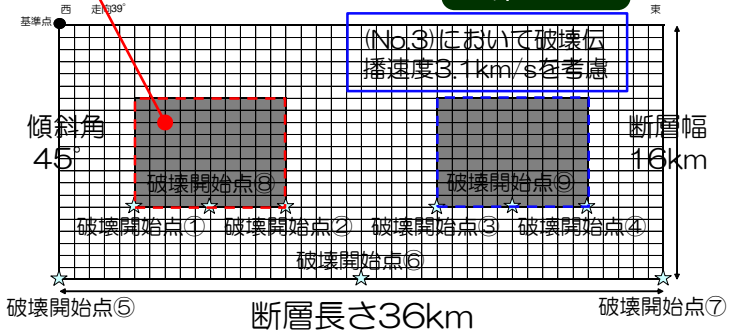 西 走向39° 東
基準点
(No.3)において破壊伝
播速度3.1km/sを考慮
傾斜角
45°
断層幅
16km
破壊開始点⑧ 破壊開始点⑨
破壊開始点① 破壊開始点② 破壊開始点③ 破壊開始点④
破壊開始点⑥
破壊開始点⑤ 断層長さ36km 破壊開始点⑦